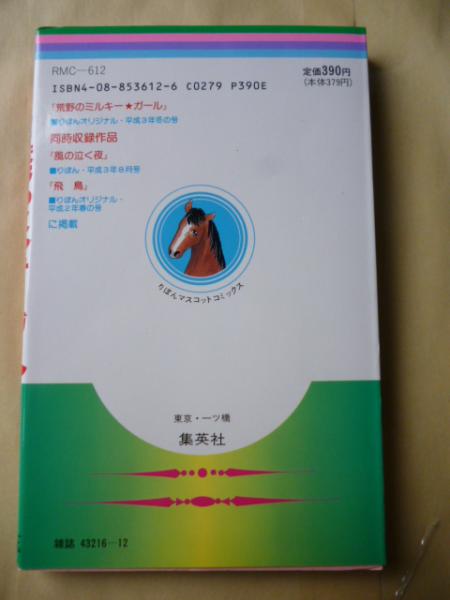 RMC—612
定価390円
ISBN4-08-853612-6 C0279 P390E
(本体379円)
「荒野のミルキー★ガール」
■りぼんオリジナル・平成3年冬の号
同時収録作品
「風の泣く夜」
■りぼん・平成3年8月号
「飛鳥」
■りぼんオリジナル・
平成2年春の号
に掲載
りぼんマスコットコミックス
東京・一ツ橋
集英社
雑誌 43216—12